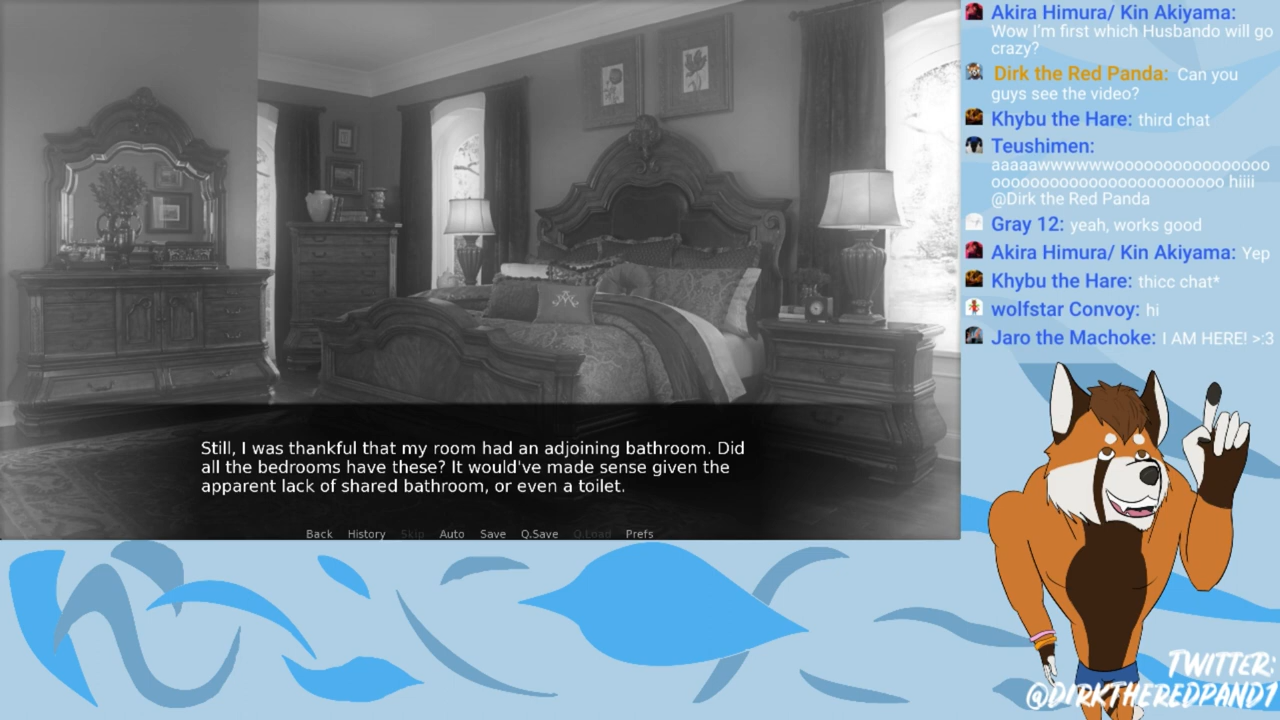 Akira Himura/ Kin Akiyama:
Wow I'm first which Husbando will go
crazy?
Dirk the Red Panda: Can you
guys see the video?
Khybu the Hare: third chat
Teushimen:
aaaaawwwwwwooooooooooooooooo
oooooooooooooooooooooooo hiiii
@Dirk the Red Panda
Gray 12: yeah, works good
Akira Himura/ Kin Akiyama: Yep
Khybu the Hare: thicc chat*
wolfstar Convoy: hi
Jaro the Machoke: I AM HERE! >:3
Still, I was thankful that my room had an adjoining bathroom. Did
all the bedrooms have these? It would've made sense given the
apparent lack of shared bathroom, or even a toilet.
Back History Skip Auto Save Q.Save Q.Load Prefs
TWITTER:
@DIRKTHEREDPAND1